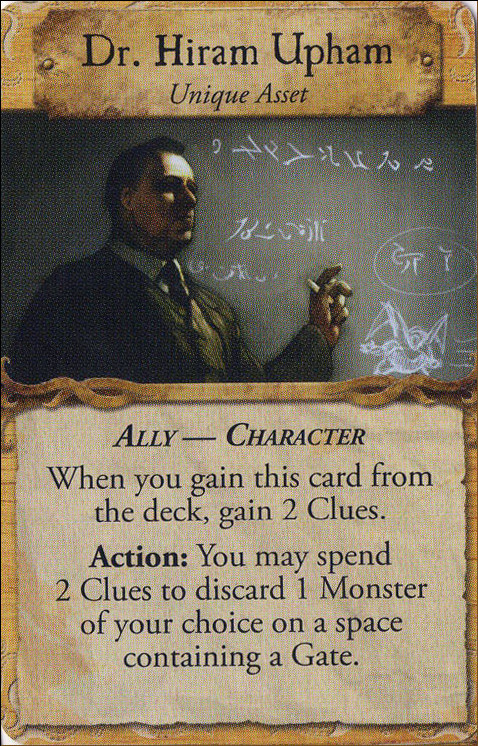 Dr. Hiram Upham
Unique Asset
Ally — Character
When you gain this card from
the deck, gain 2 Clues.
Action: You may spend
2 Clues to discard 1 Monster
of your choice on a space
containing a Gate.